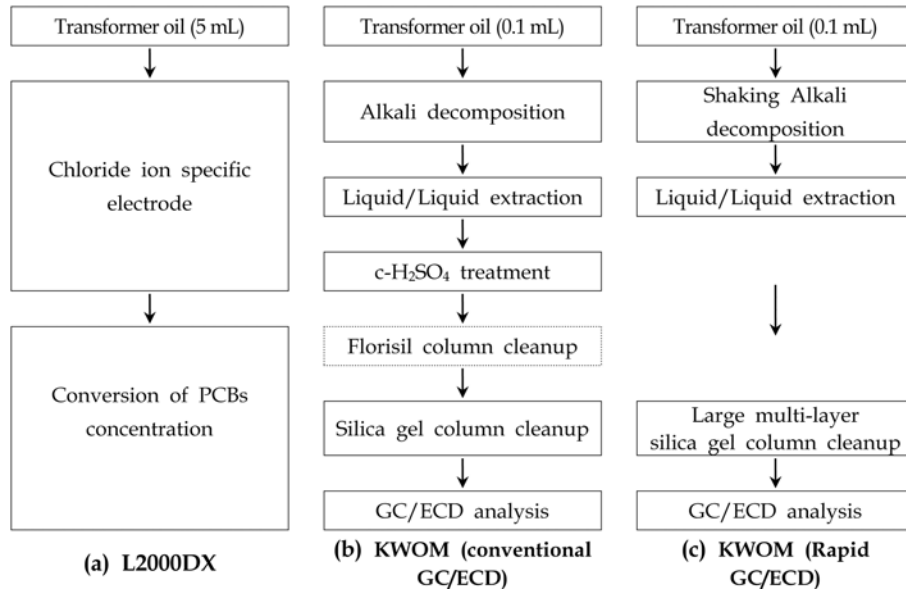 Transformer oil (5 mL)
Chloride ion specific
electrode
Conversion of PCBs
concentration
(a) L2000DX
Transformer oil (0.1 mL)
Alkali decomposition
Liquid/Liquid extraction
c-H₂SO₄ treatment
Florisil column cleanup
Silica gel column cleanup
GC/ECD analysis
(b) KWOM (conventional
GC/ECD)
Transformer oil (0.1 mL)
Shaking Alkali
decomposition
Liquid/Liquid extraction
Large multi-layer
silica gel column cleanup
GC/ECD analysis
(c) KWOM (Rapid
GC/ECD)